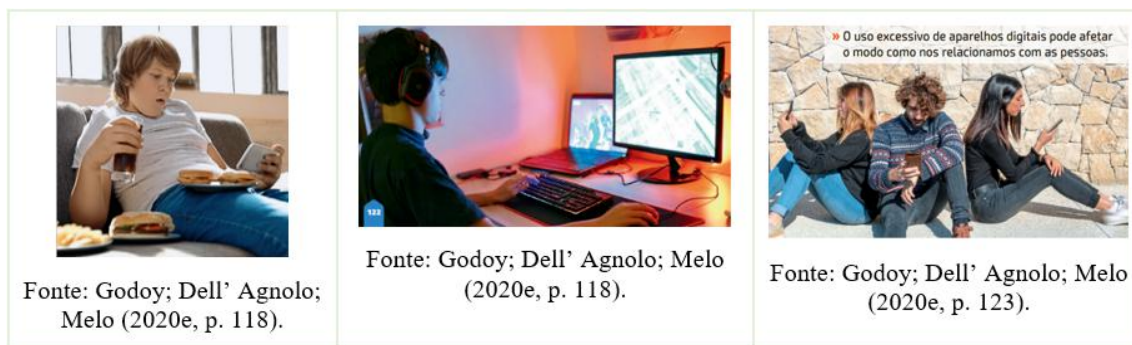 Fonte: Godoy; Dell’ Agnolo;
Melo (2020e, p. 118).
122
Fonte: Godoy; Dell’ Agnolo; Melo
(2020e, p. 118).
» O uso excessivo de aparelhos digitais pode afetar
o modo como nos relacionamos com as pessoas.
Fonte: Godoy; Dell’ Agnolo; Melo
(2020e, p. 123).